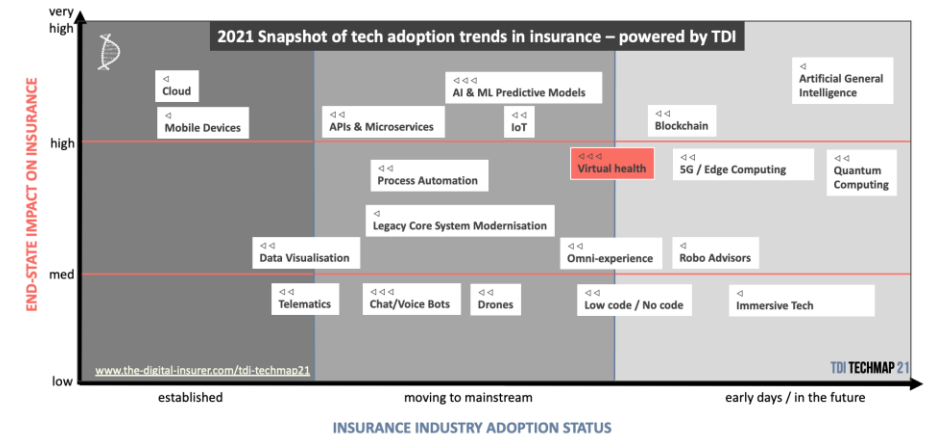 very
high
2021 Snapshot of tech adoption trends in insurance – powered by TDI
Cloud
Mobile Devices
AI & ML Predictive Models
APIs & Microservices
IoT
Artificial General
Intelligence
Blockchain
high
Virtual health
5G / Edge Computing
Quantum
Computing
Process Automation
Legacy Core System Modernisation
Data Visualisation
Omni-experience
Robo Advisors
med
Telematics
Chat/Voice Bots
Drones
Low code / No code
Immersive Tech
www.the-digital-insurer.com/tdi-techmap21
TDI TECHMAP 21
low
established
moving to mainstream
early days / in the future
INSURANCE INDUSTRY ADOPTION STATUS
END-STATE IMPACT ON INSURANCE